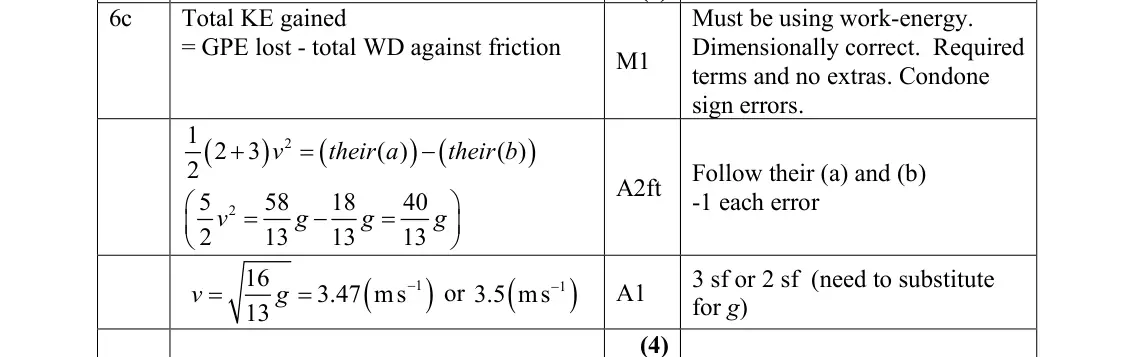 6c
Total KE gained
= GPE lost - total WD against friction
M1
Must be using work-energy.
Dimensionally correct. Required
terms and no extras. Condone
sign errors.
1/2 (2 + 3) v² = (their (a)) − (their (b))
(5/2 v² = 58/13 g − 18/13 g = 40/13 g)
A2ft
Follow their (a) and (b)
-1 each error
v = √(16/13 g) = 3.47 (m s⁻¹) or 3.5 (m s⁻¹)
A1
3 sf or 2 sf (need to substitute
for g)
(4)